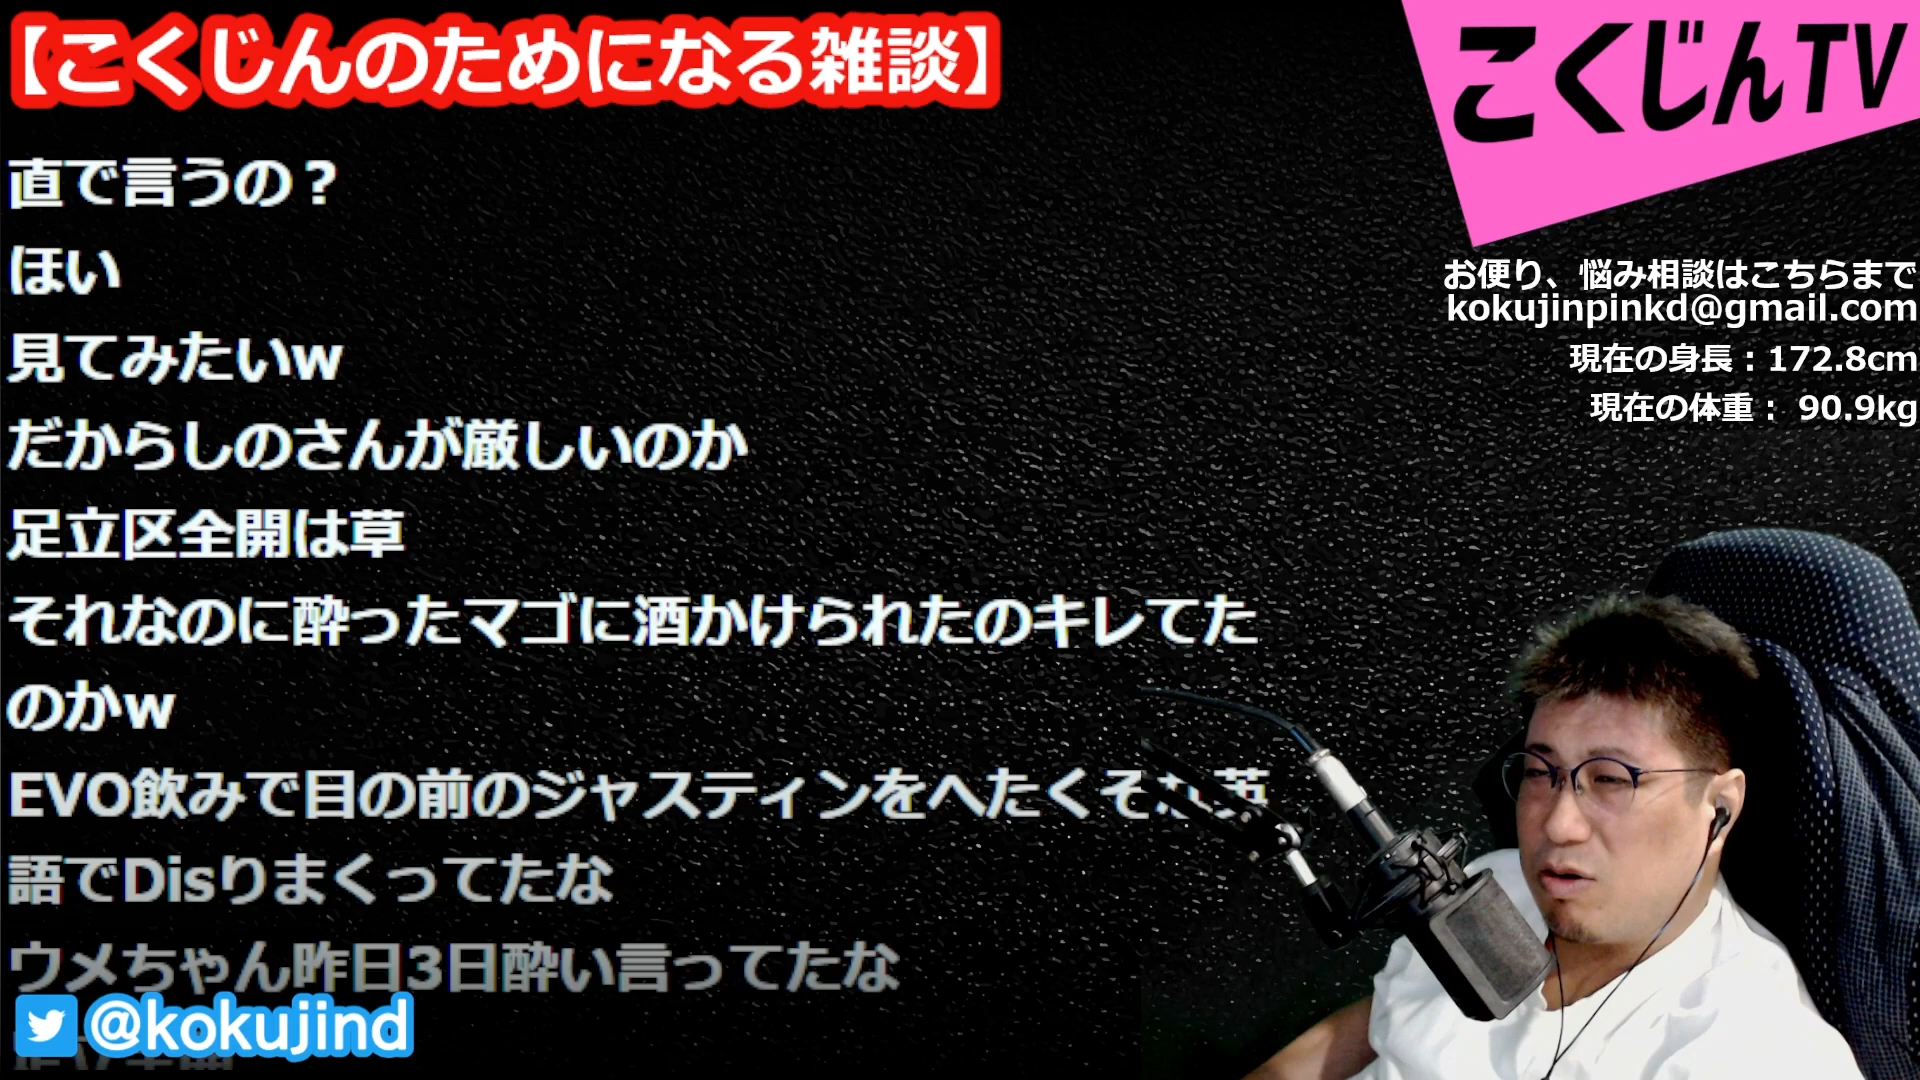 【こくじんのためになる雑談】
こくじんTV
お便り、悩み相談はこちらまで
kokujinpinkd@gmail.com
現在の身長：172.8cm
現在の体重： 90.9kg
直で言うの？
ほい
見てみたいw
だからしのさんが厳しいのか
足立区全開は草
それなのに酔ったマゴに酒かけられたのキレてた
のかw
EVO飲みで目の前のジャスティンをへたくそな英
語でDisりまくってたな
ウメちゃん昨日3日酔い言ってたな
@kokujind